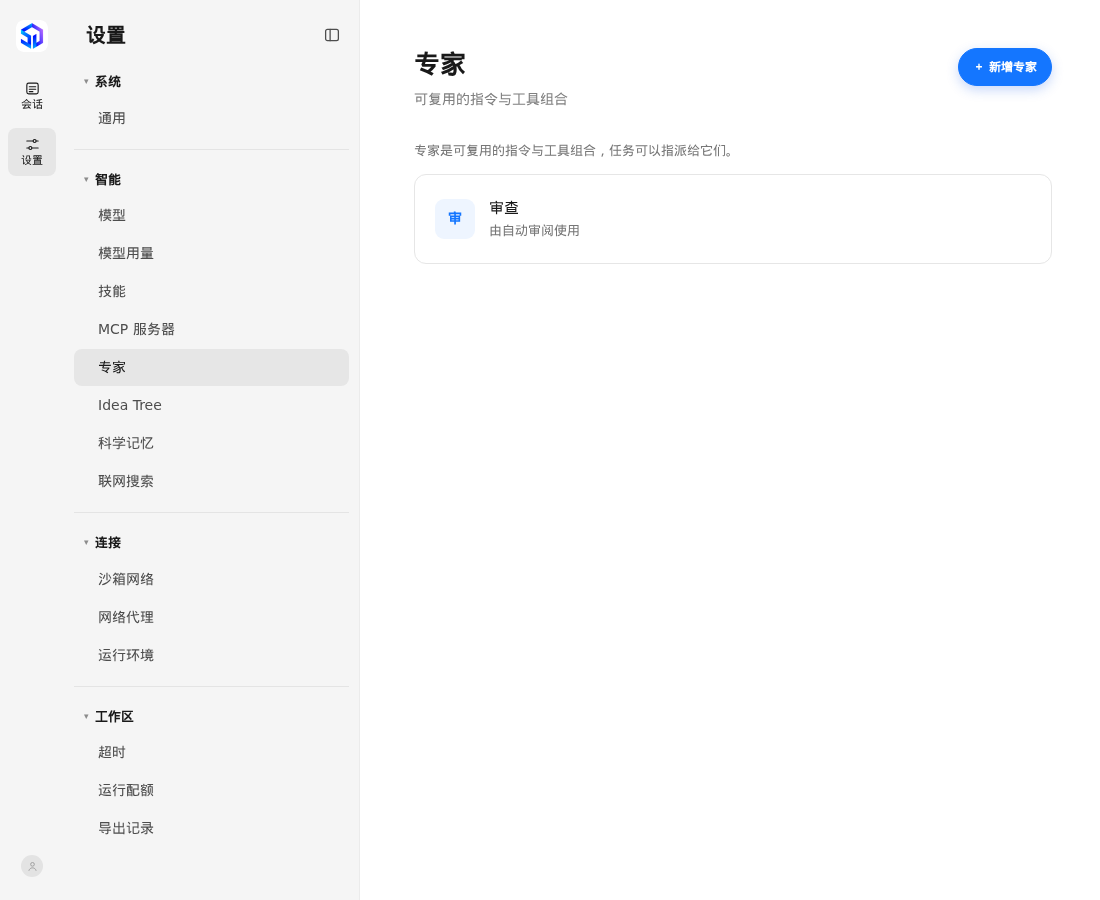 会话
设置
设置
系统
通用
智能
模型
模型用量
技能
MCP 服务器
专家
Idea Tree
科学记忆
联网搜索
连接
沙箱网络
网络代理
运行环境
工作区
超时
运行配额
导出记录
专家
+ 新增专家
可复用的指令与工具组合
专家是可复用的指令与工具组合，任务可以指派给它们。
审
审查
由自动审阅使用